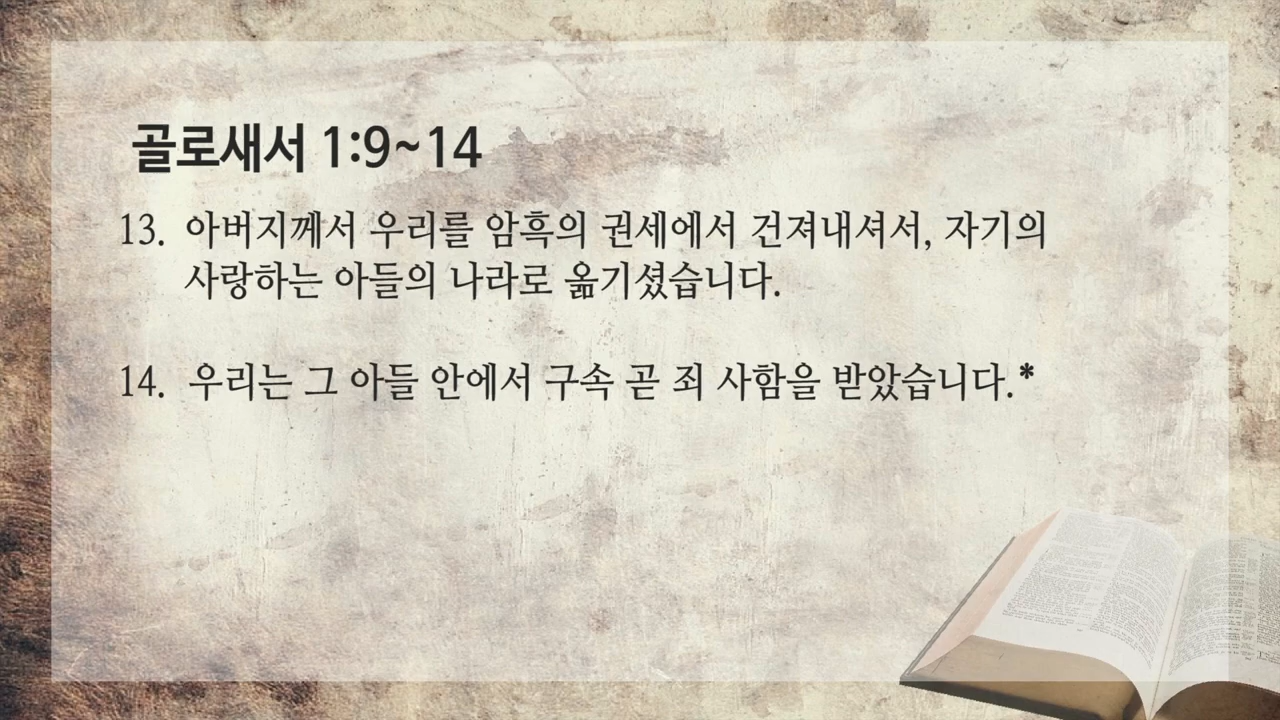 골로새서 1:9~14
13. 아버지께서 우리를 암흑의 권세에서 건져내셔서, 자기의
사랑하는 아들의 나라로 옮기셨습니다.
14. 우리는 그 아들 안에서 구속 곧 죄 사함을 받았습니다.*